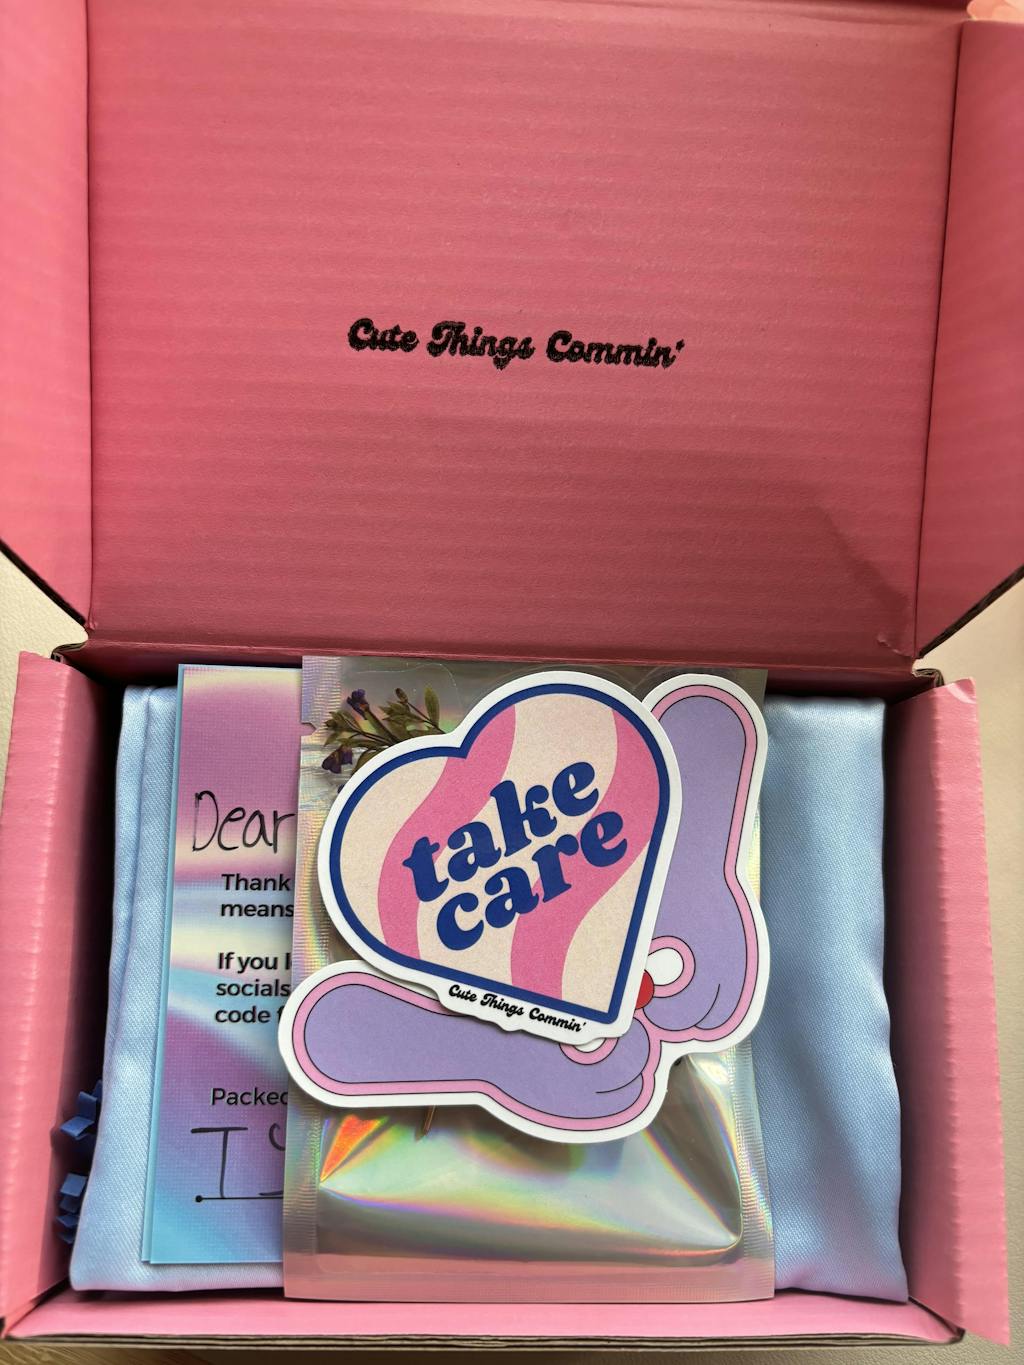 Cute Things Commin'
take
care
Cute Things Commin'
Dear
Thank
means
If you
socials
code
Packed